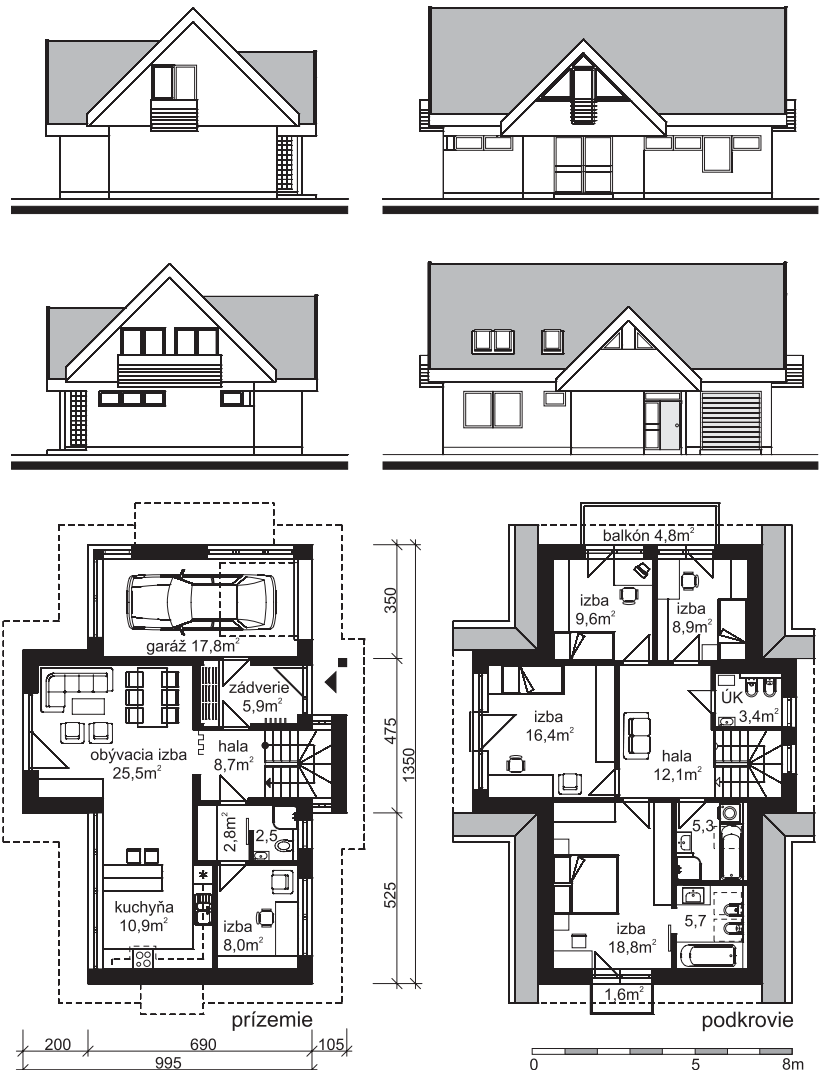 garáž 17,8m²
zádverie
5,9m²
obývacia izba
25,5m²
hala
8,7m²
2,8m²
2,5
kuchyňa
10,9m²
izba
8,0m²
prízemie
200
690
105
995
350
475
525
1350
balkón 4,8m²
izba
9,6m²
izba
8,9m²
izba
16,4m²
ÚK
3,4m²
hala
12,1m²
5,3
izba
18,8m²
5,7
1,6m²
podkrovie
0 5 8m